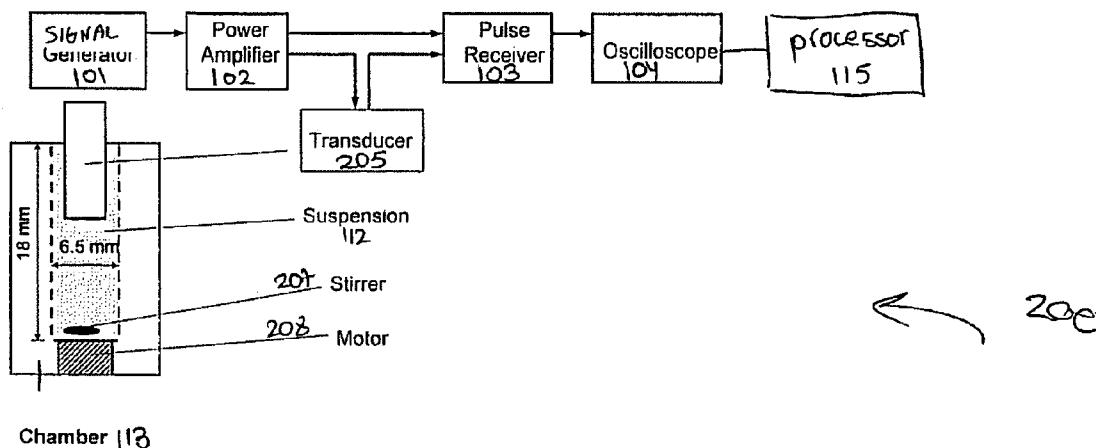 SIGNAL
Generator
101
Power
Amplifier
102
Pulse
Receiver
103
Oscilloscope
104
processor
115
Transducer
205
18 mm
6.5 mm
Suspension
112
207 Stirrer
208 Motor
Chamber 113